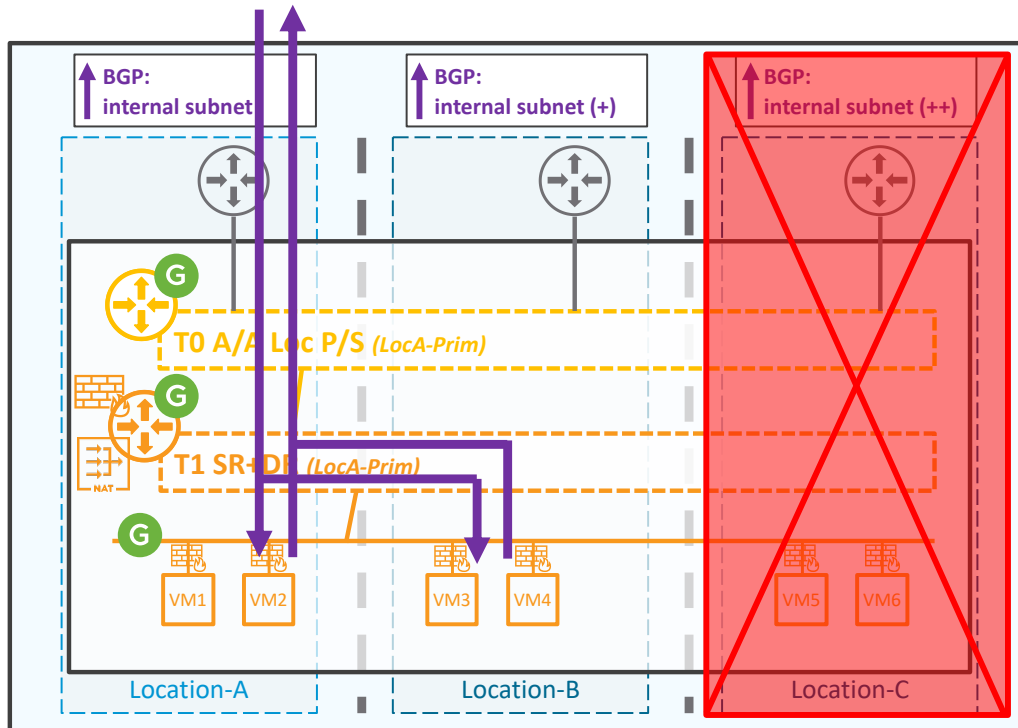 BGP:
internal subnet
BGP:
internal subnet (+)
BGP:
internal subnet (++)
G
T0 A/A Loc P/S (LocA-Prim)
G
T1 SR+DR (LocA-Prim)
NAT
G
VM1
VM2
VM3
VM4
VM5
VM6
Location-A
Location-B
Location-C